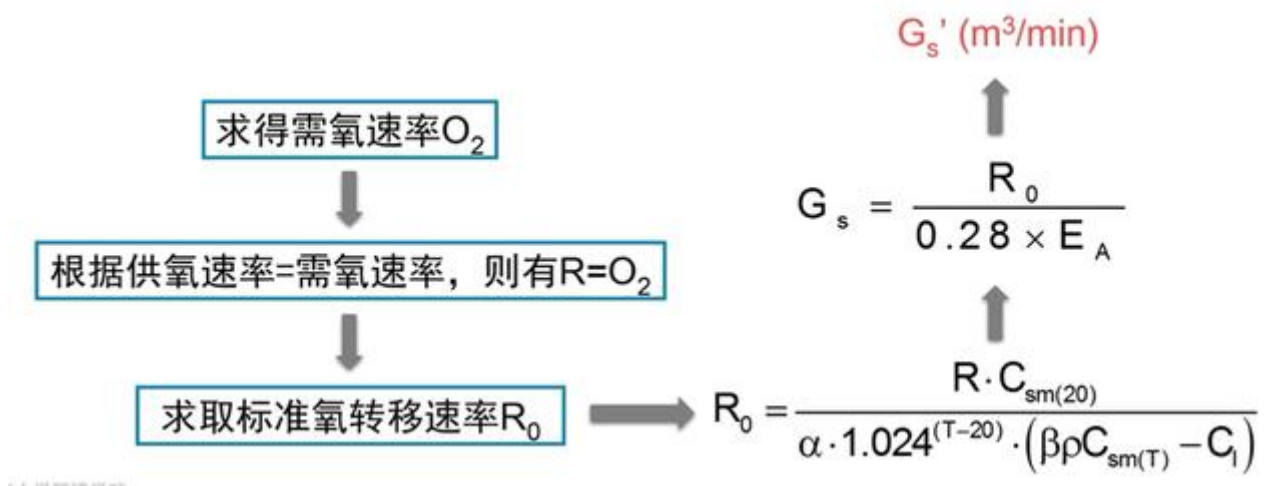 求得需氧速率O₂
根据供氧速率=需氧速率，则有R=O₂
求取标准氧转移速率R₀
R₀ = R·Cₛₘ₍₂₀₎ / α·1.024^(T−20)·(βρCₛₘ₍T₎ − Cₗ)
Gₛ = R₀ / 0.28 × E_A
Gₛ' (m³/min)